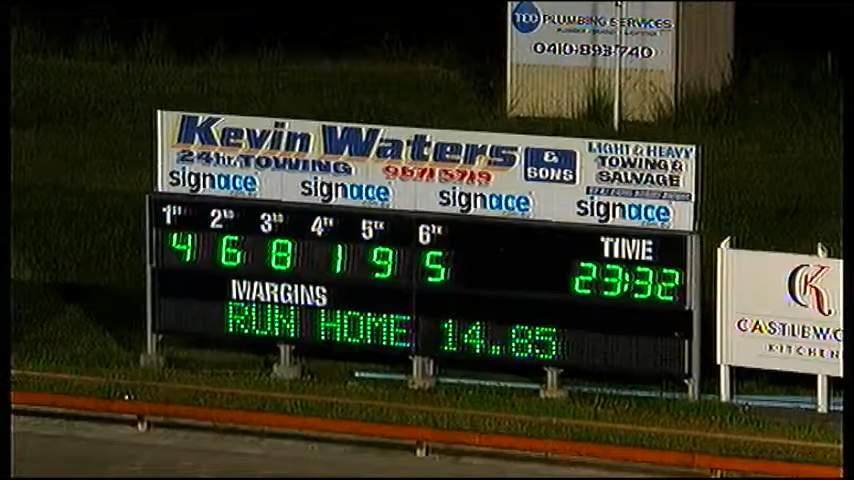 PLUMBING SERVICES
0410-893-740
Kevin Waters
& SONS
24hr. TOWING 9671 3719
LIGHT & HEAVY
TOWING &
SALVAGE
signace signace signace signace
1ST 2ND 3RD 4TH 5TH 6TH TIME
4 6 8 1 9 5 23:32
MARGINS
RUN HOME 14.85
K
KITCHEN